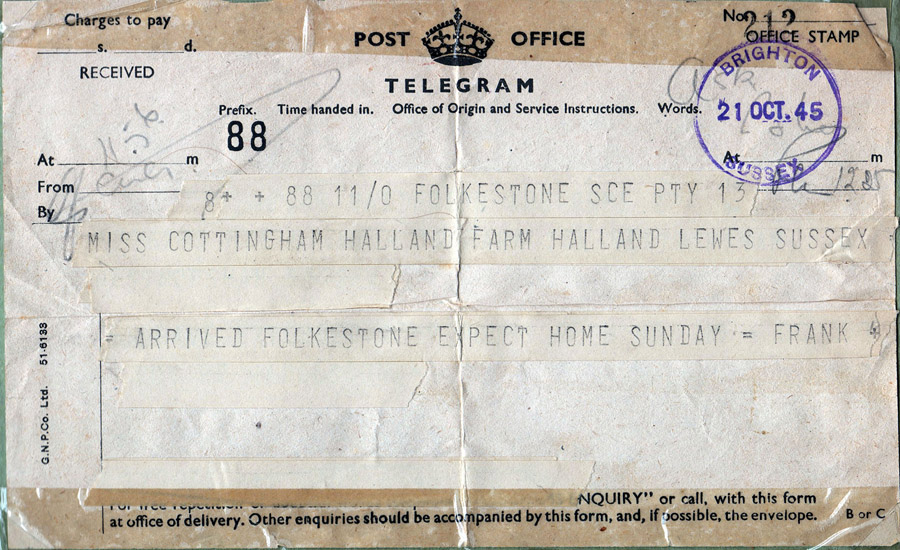 Charges to pay
s. d.
RECEIVED
POST OFFICE
TELEGRAM
No. 212
OFFICE STAMP
BRIGHTON
21 OCT. 45
SUSSEX
Prefix. Time handed in. Office of Origin and Service Instructions. Words.
88
At m
From
By
At m
12
8+ + 88 11/0 FOLKESTONE SCE PTY 13
MISS COTTINGHAM HALLAND FARM HALLAND LEWES SUSSEX
= ARRIVED FOLKESTONE EXPECT HOME SUNDAY = FRANK
G.N.P.Co. Ltd. 51-6133
NQUIRY" or call, with this form
at office of delivery. Other enquiries should be accompanied by this form, and, if possible, the envelope. B or C